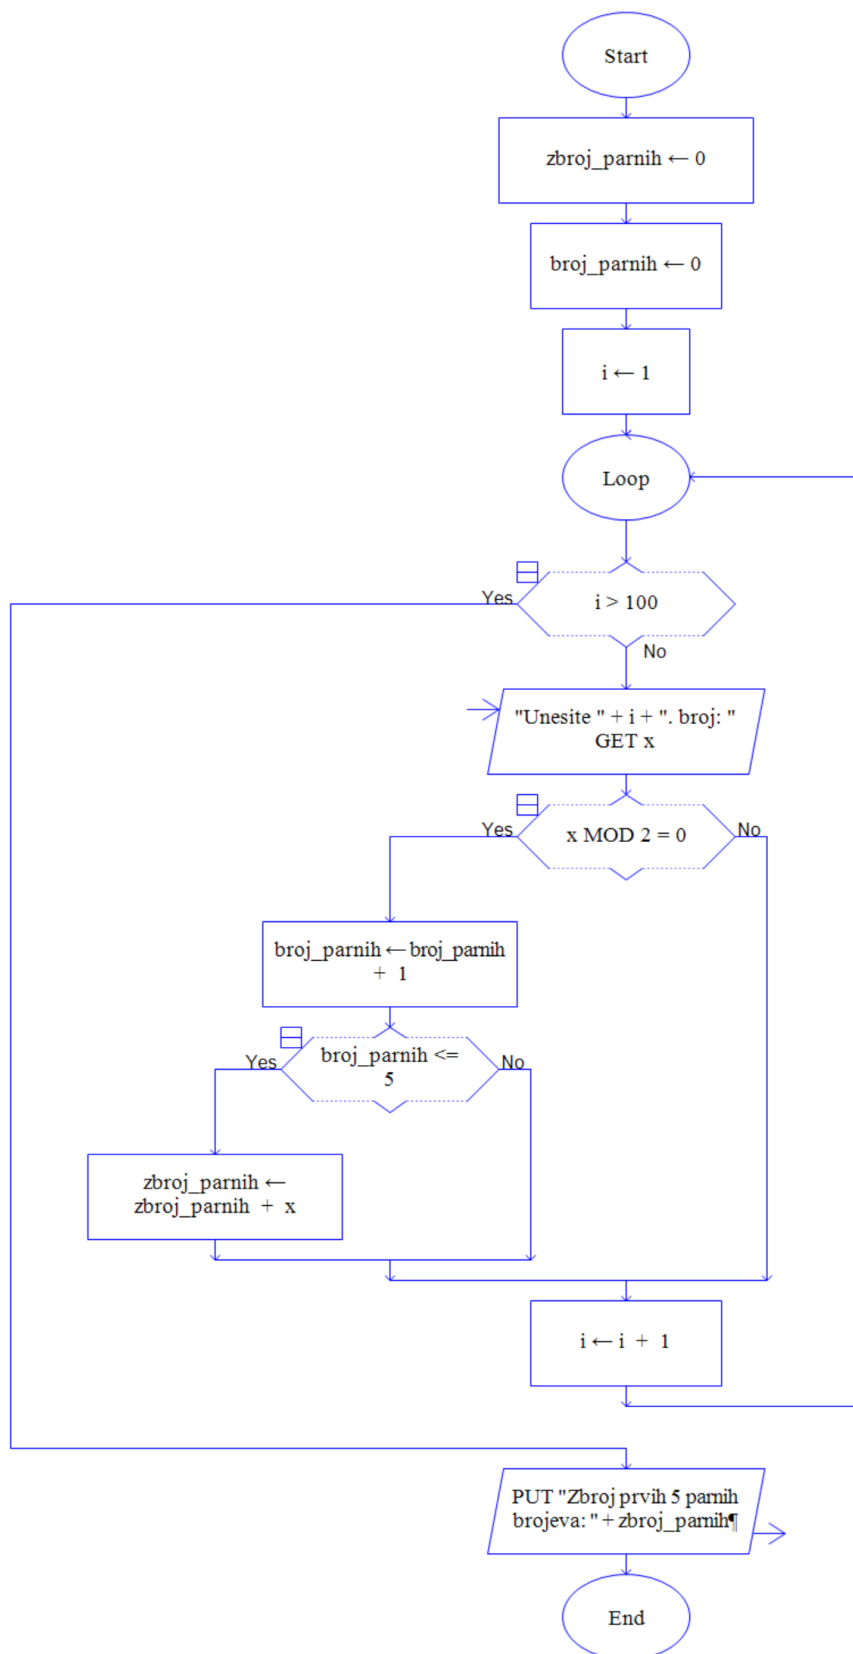 Start
zbroj_parnih ← 0
broj_parnih ← 0
i ← 1
Loop
Yes
i > 100
No
"Unesite " + i + ". broj: "
GET x
Yes
x MOD 2 = 0
No
broj_parnih ← broj_parnih
+ 1
Yes
broj_parnih <=
5
No
zbroj_parnih ←
zbroj_parnih + x
i ← i + 1
PUT "Zbroj prvih 5 parnih
brojeva: " + zbroj_parnih¶
End